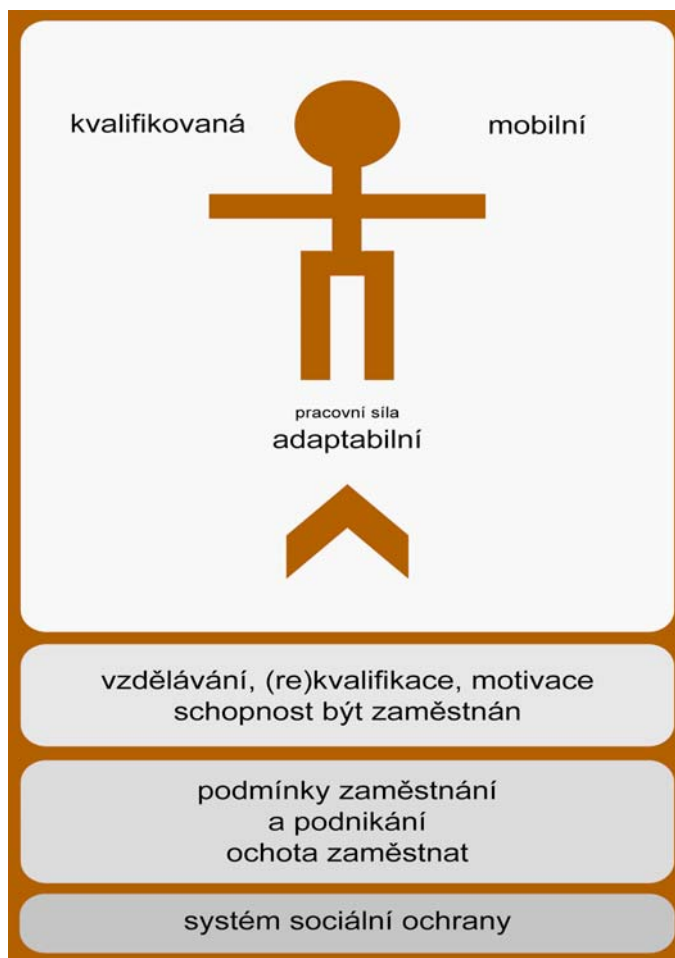 kvalifikovaná
mobilní
pracovní síla
adaptabilní
vzdělávání, (re)kvalifikace, motivace
schopnost být zaměstnán
podmínky zaměstnání
a podnikání
ochota zaměstnat
systém sociální ochrany